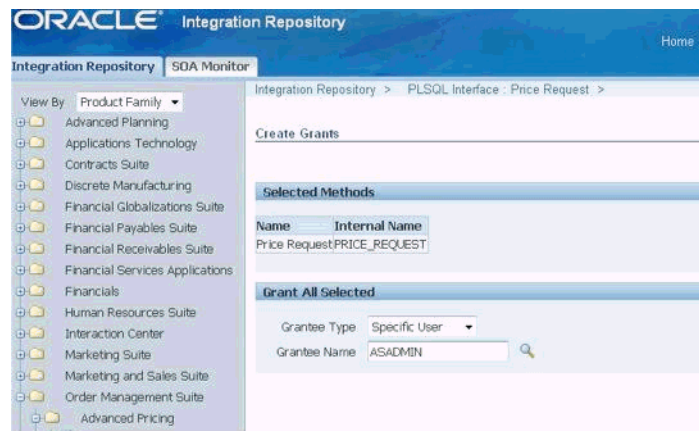 ORACLE Integration Repository
Home
Integration Repository SOA Monitor
View By Product Family
Advanced Planning
Applications Technology
Contracts Suite
Discrete Manufacturing
Financial Globalizations Suite
Financial Payables Suite
Financial Receivables Suite
Financial Services Applications
Financials
Human Resources Suite
Interaction Center
Marketing Suite
Marketing and Sales Suite
Order Management Suite
Advanced Pricing
Integration Repository > PLSQL Interface : Price Request >
Create Grants
Selected Methods
Name Internal Name
Price Request PRICE_REQUEST
Grant All Selected
Grantee Type Specific User
Grantee Name ASADMIN